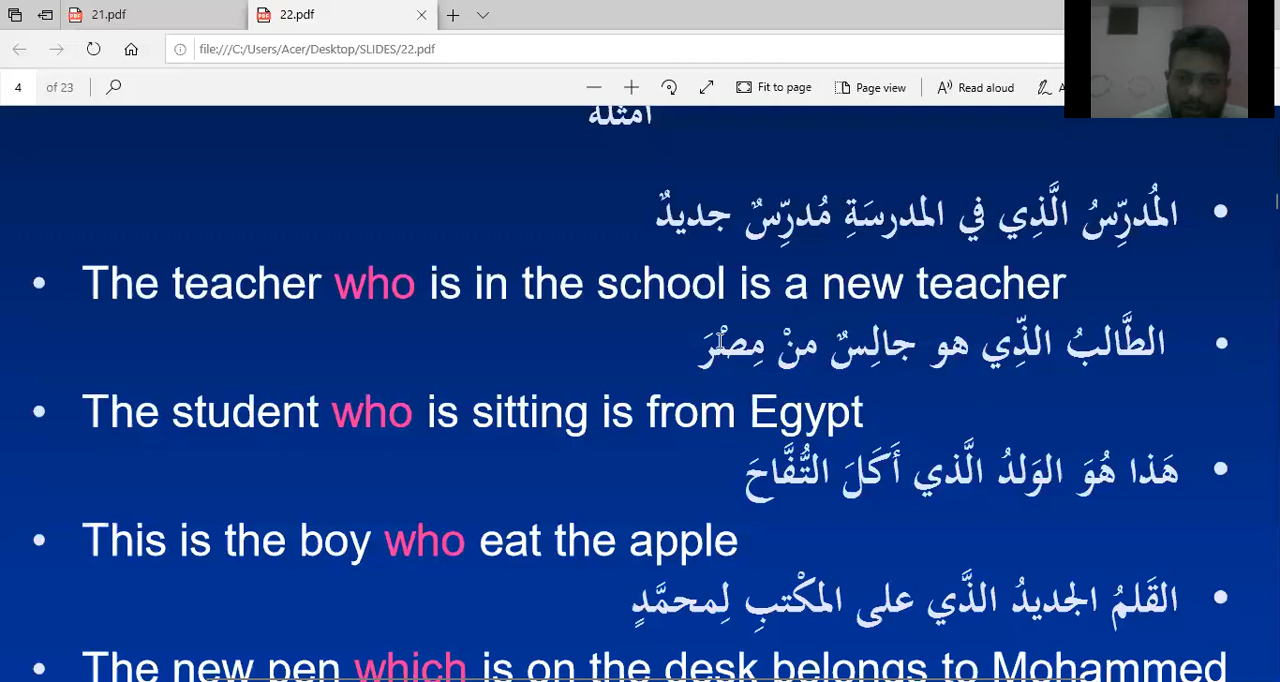 21.pdf
22.pdf
file:///C:/Users/Acer/Desktop/SLIDES/22.pdf
4 of 23
Fit to page
Page view
Read aloud
أمثلة
المُدرِّسُ الَّذِي في المدرسَةِ مُدرِّسٌ جديدٌ
The teacher who is in the school is a new teacher
الطَّالبُ الذِّي هو جالِسٌ منْ مِصْرَ
The student who is sitting is from Egypt
هَذا هُوَ الوَلدُ الَّذي أَكَلَ التُّفَّاحَ
This is the boy who eat the apple
القَلمُ الجديدُ الذَّي على المكْتبِ لِمحمَّدٍ
The new pen which is on the desk belongs to Mohammed